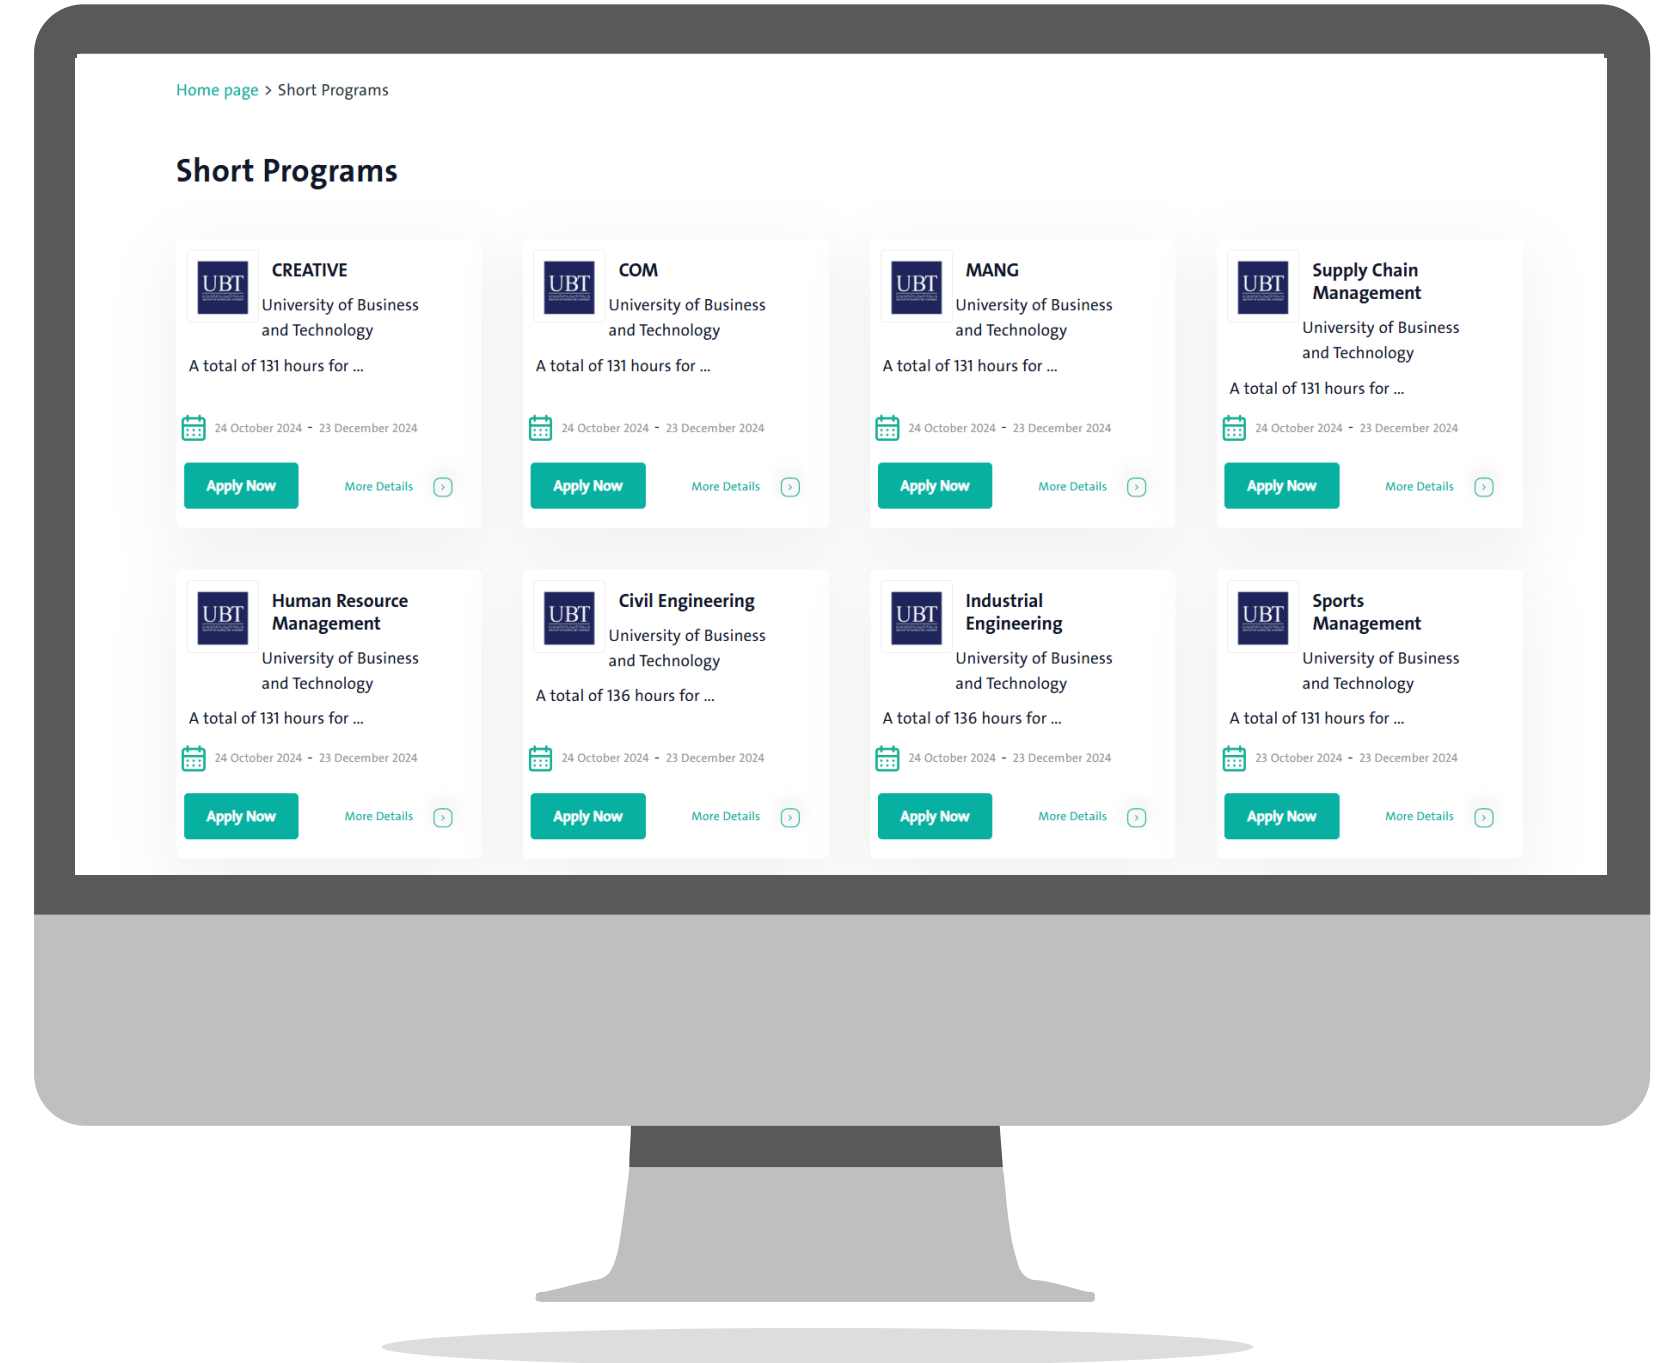 Home page > Short Programs
Short Programs
UBT
CREATIVE
University of Business
and Technology
A total of 131 hours for ...
24 October 2024 - 23 December 2024
Apply Now
More Details
UBT
COM
University of Business
and Technology
A total of 131 hours for ...
24 October 2024 - 23 December 2024
Apply Now
More Details
UBT
MANG
University of Business
and Technology
A total of 131 hours for ...
24 October 2024 - 23 December 2024
Apply Now
More Details
UBT
Supply Chain
Management
University of Business
and Technology
A total of 131 hours for ...
24 October 2024 - 23 December 2024
Apply Now
More Details
UBT
Human Resource
Management
University of Business
and Technology
A total of 131 hours for ...
24 October 2024 - 23 December 2024
Apply Now
More Details
UBT
Civil Engineering
University of Business
and Technology
A total of 136 hours for ...
24 October 2024 - 23 December 2024
Apply Now
More Details
UBT
Industrial
Engineering
University of Business
and Technology
A total of 136 hours for ...
24 October 2024 - 23 December 2024
Apply Now
More Details
UBT
Sports
Management
University of Business
and Technology
A total of 131 hours for ...
23 October 2024 - 23 December 2024
Apply Now
More Details